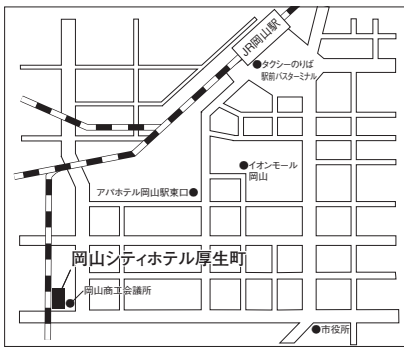 JR岡山駅
タクシーのりば
駅前バスターミナル
イオンモール
岡山
アパホテル岡山駅東口
岡山シティホテル厚生町
岡山商工会議所
市役所